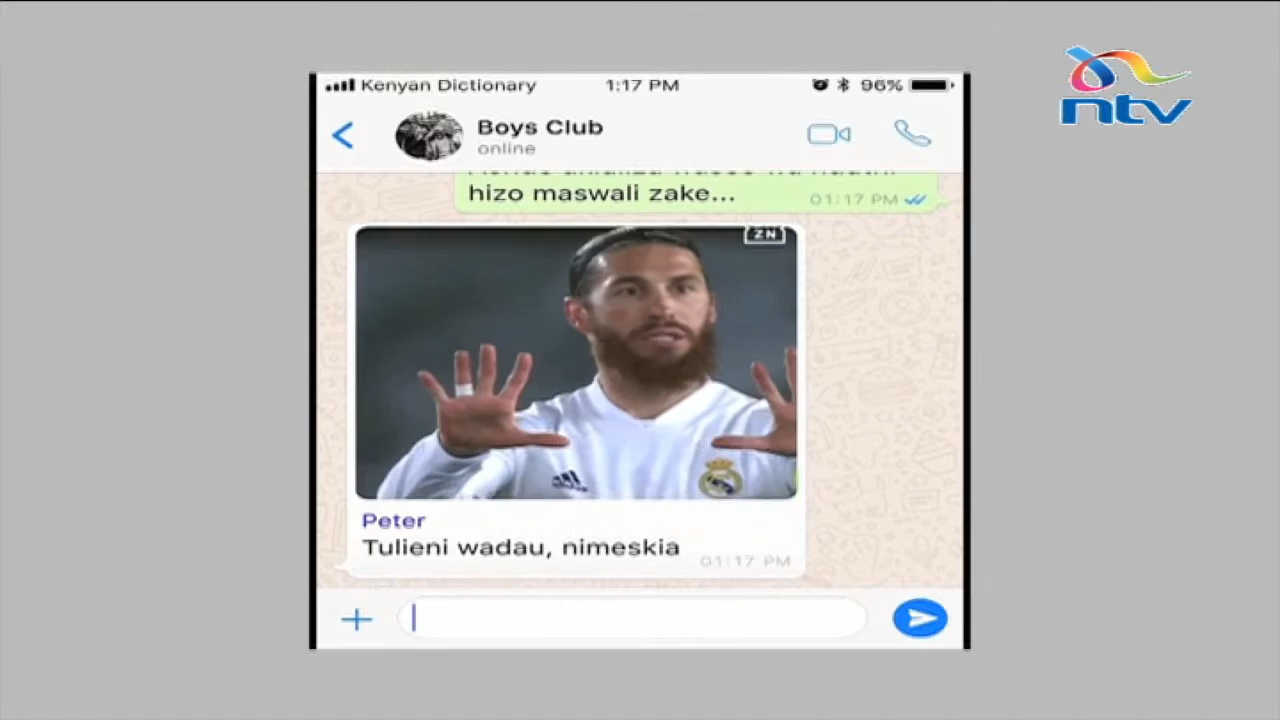 ntv
Kenyan Dictionary 1:17 PM 96%
Boys Club
online
hizo maswali zake...
01:17 PM
ZN
Peter
Tulieni wadau, nimeskia
01:17 PM